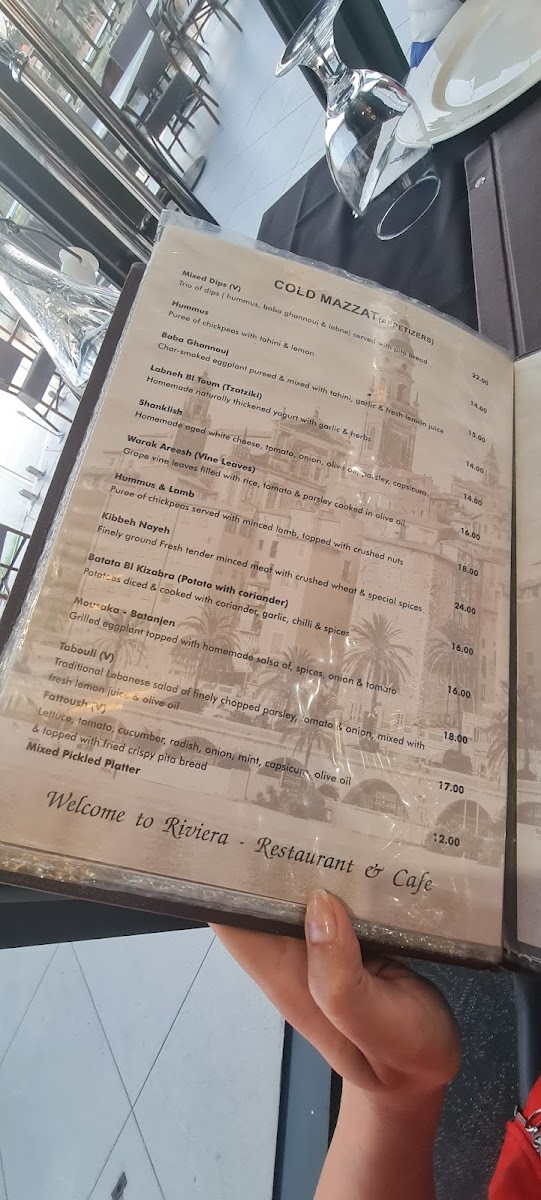 COLD MAZZAT (APPETIZERS)
Mixed Dips (V) 22.00
Trio of dips ( hummus, baba ghannouj & labne) served with pita bread
Hummus 14.00
Puree of chickpeas with tahini & lemon
Baba Ghannouj 15.00
Char-smoked eggplant pureed & mixed with tahini, garlic & fresh lemon juice
Labneh Bl Toum (Tzatziki) 14.00
Homemade naturally thickened yogurt with garlic & herbs
Shanklish 14.00
Homemade aged white cheese, tomato, onion, olive oil, parsley, capsicum
Warak Areesh (Vine Leaves) 16.00
Grape vine leaves filled with rice, tomato & parsley cooked in olive oil
Hummus & Lamb 18.00
Puree of chickpeas served with minced lamb, topped with crushed nuts
Kibbeh Nayeh 24.00
Finely ground Fresh tender minced meat with crushed wheat & special spices
Batata Bl Kizabra (Potato with coriander) 16.00
Potatoes diced & cooked with coriander, garlic, chilli & spices
Mousaka - Batanjen 16.00
Grilled eggplant topped with homemade salsa of, spices, onion & tomato
Tabouli (V) 18.00
Traditional Lebanese salad of finely chopped parsley, tomato & onion, mixed with
fresh lemon juice & olive oil
Fattoush (V) 17.00
Lettuce, tomato, cucumber, radish, onion, mint, capsicum, olive oil
& topped with fried crispy pita bread
Mixed Pickled Platter 12.00
Welcome to Riviera - Restaurant & Cafe